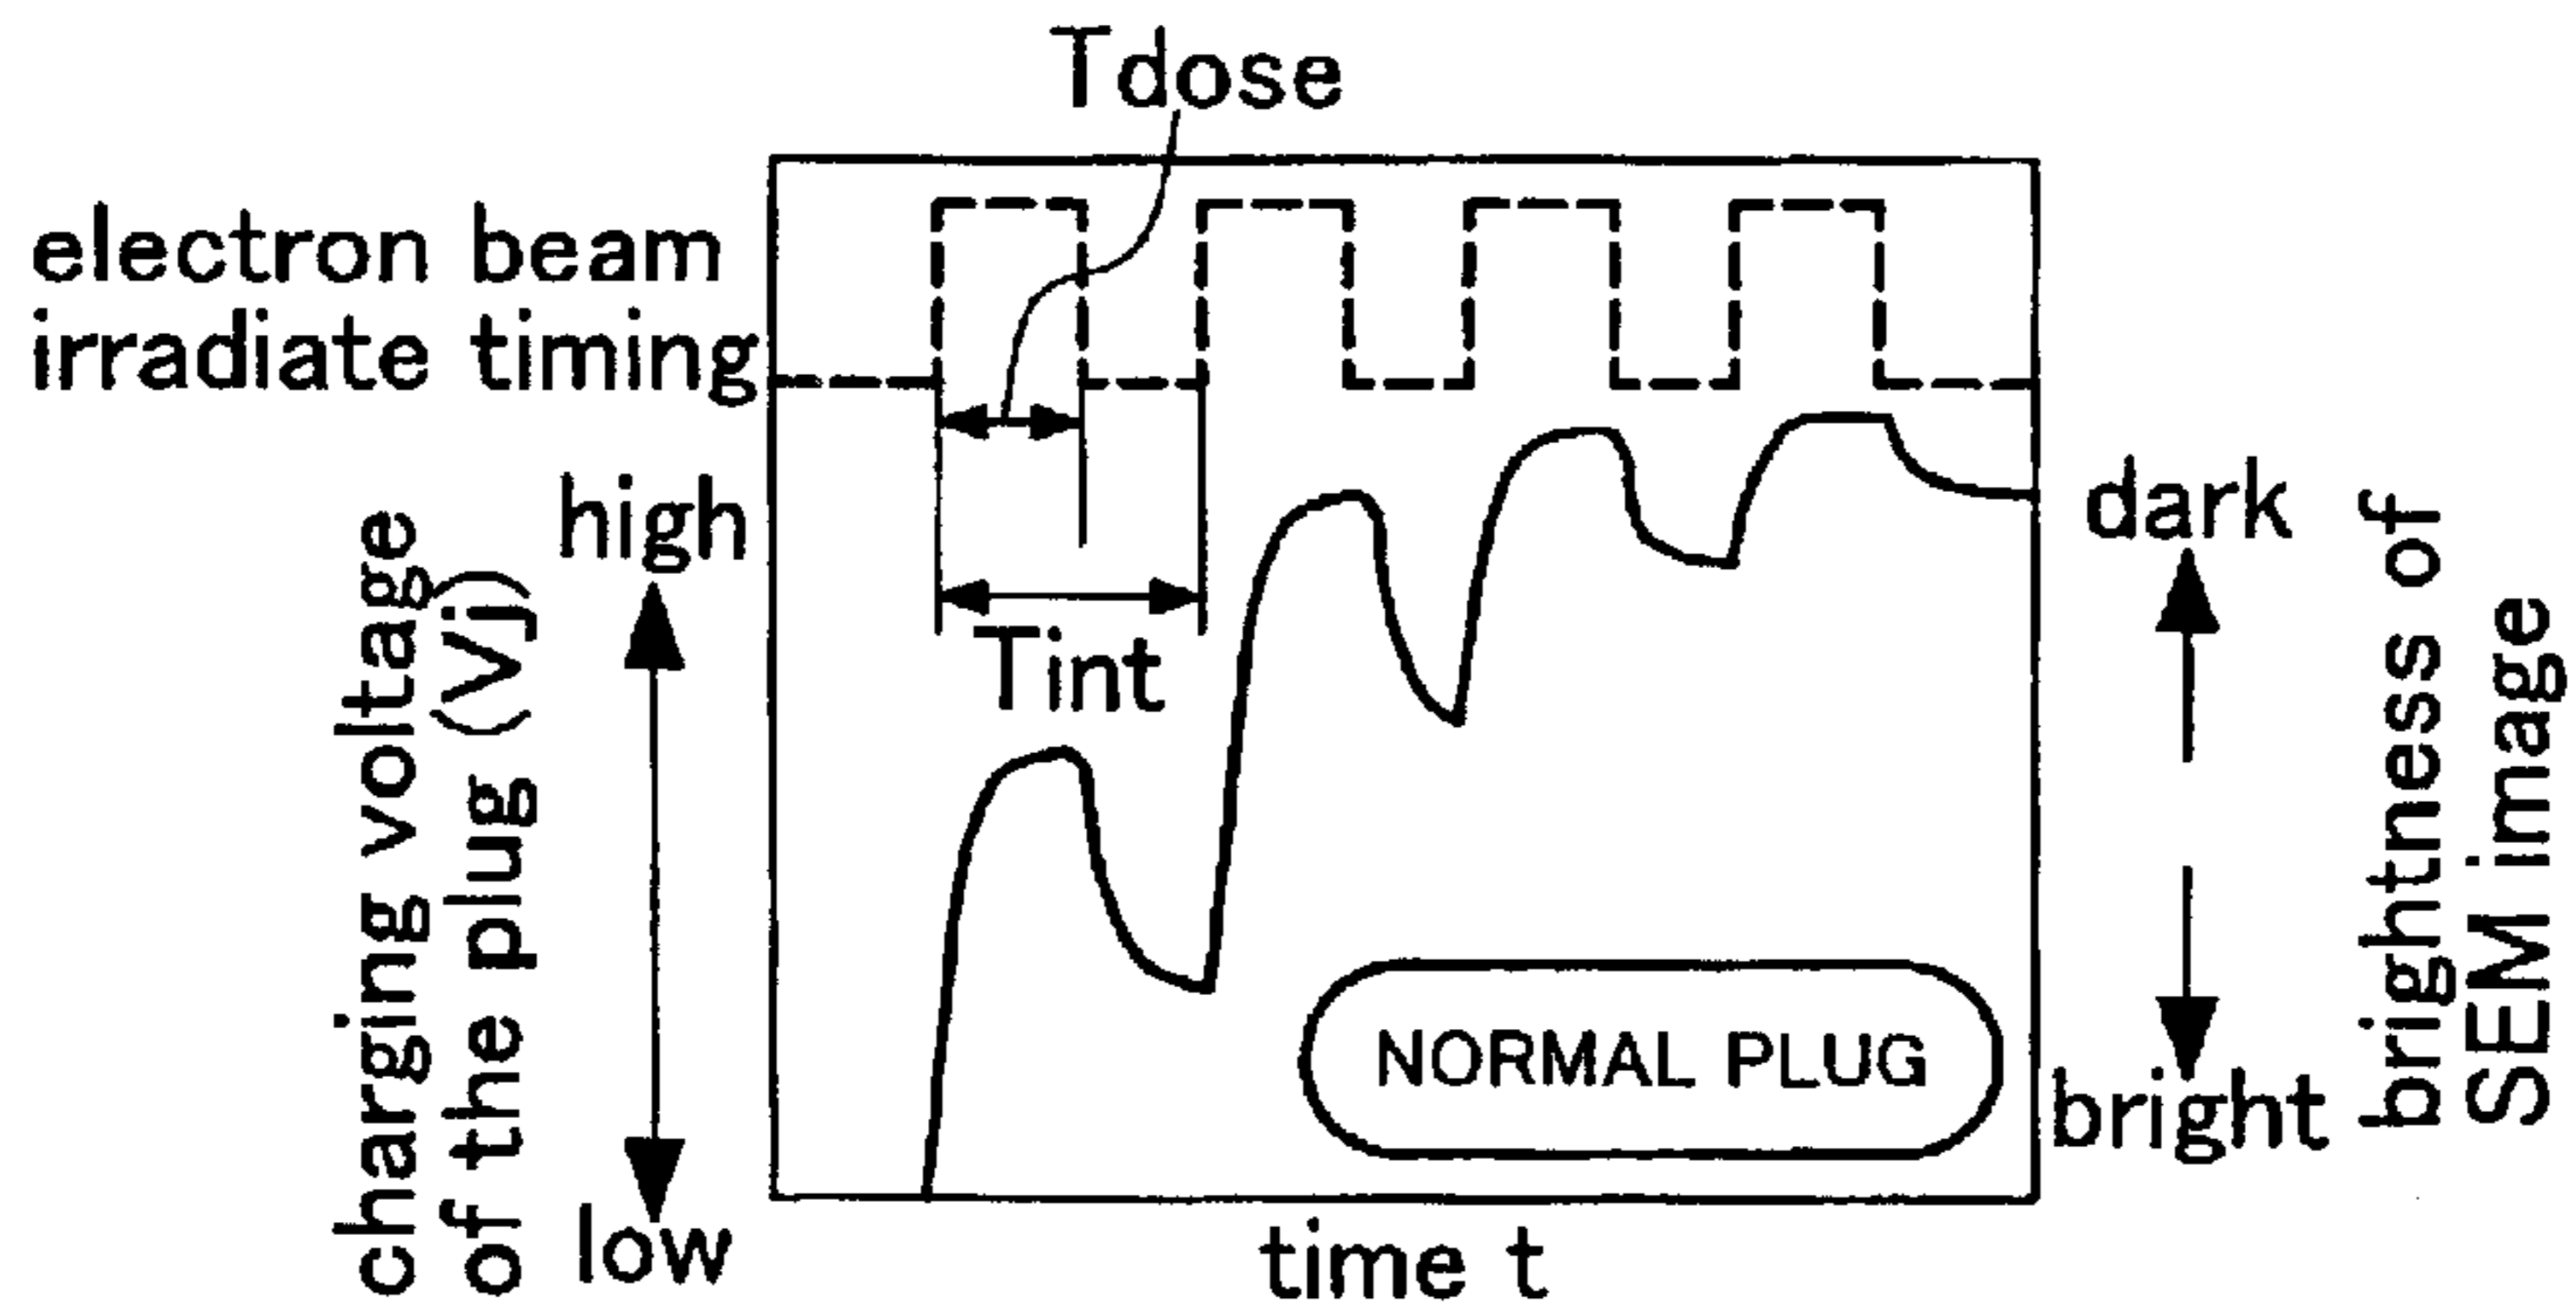 Tdose
electron beam
irradiate timing
high
charging voltage
of the plug (Vj)
low
Tint
NORMAL PLUG
time t
dark
bright
brightness of
SEM image